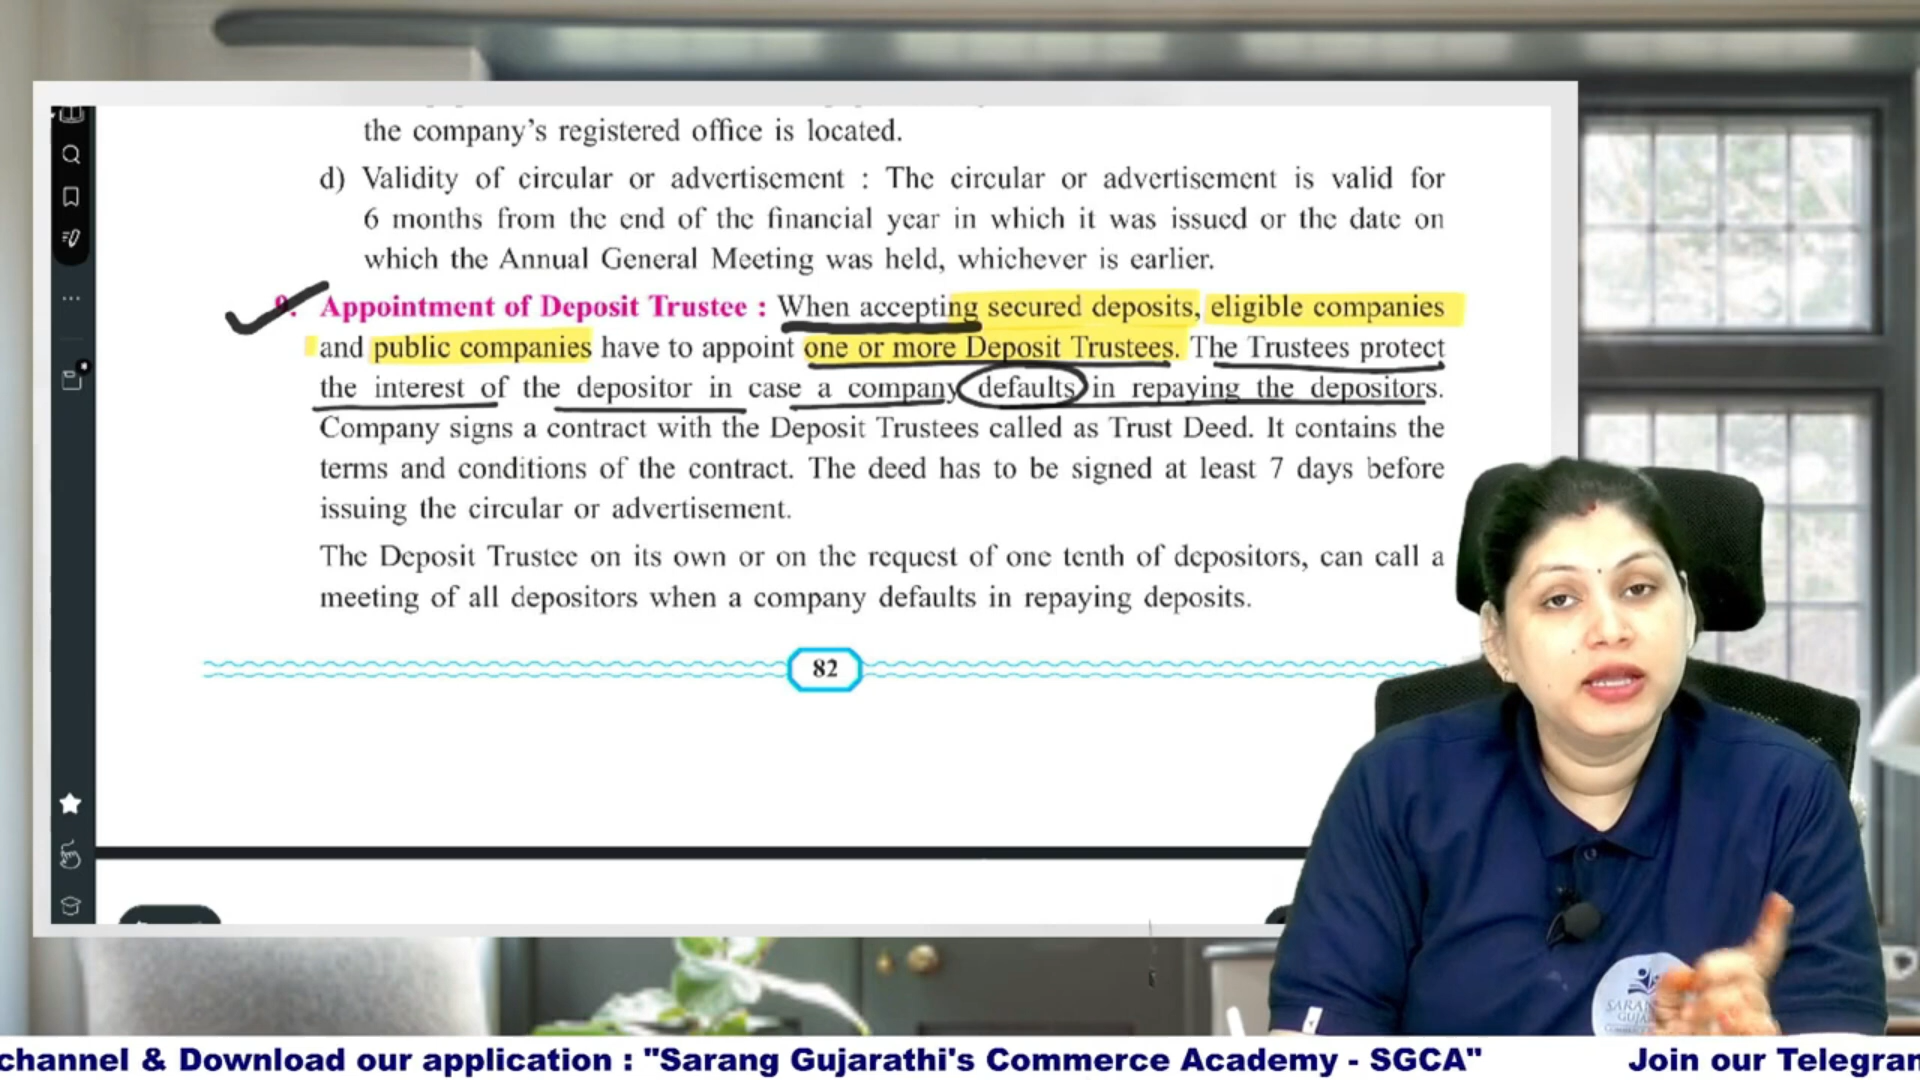 the company's registered office is located.
d) Validity of circular or advertisement : The circular or advertisement is valid for
6 months from the end of the financial year in which it was issued or the date on
which the Annual General Meeting was held, whichever is earlier.
9. Appointment of Deposit Trustee : When accepting secured deposits, eligible companies
and public companies have to appoint one or more Deposit Trustees. The Trustees protect
the interest of the depositor in case a company defaults in repaying the depositors.
Company signs a contract with the Deposit Trustees called as Trust Deed. It contains the
terms and conditions of the contract. The deed has to be signed at least 7 days before
issuing the circular or advertisement.
The Deposit Trustee on its own or on the request of one tenth of depositors, can call a
meeting of all depositors when a company defaults in repaying deposits.
82
channel & Download our application : "Sarang Gujarathi's Commerce Academy - SGCA" Join our Telegran